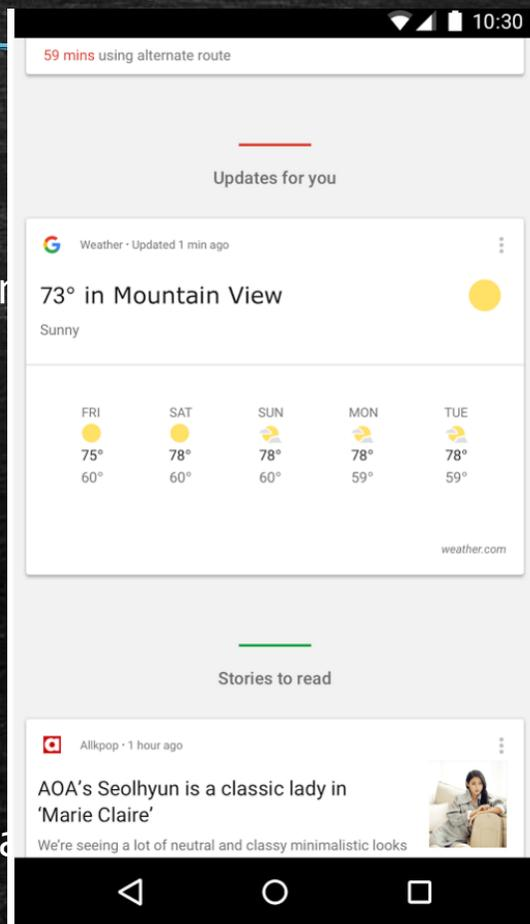 10:30
59 mins using alternate route
Updates for you
Weather · Updated 1 min ago
73° in Mountain View
Sunny
FRI SAT SUN MON TUE
75° 78° 78° 78° 78°
60° 60° 60° 59° 59°
weather.com
Stories to read
Allkpop · 1 hour ago
AOA’s Seolhyun is a classic lady in
‘Marie Claire’
We’re seeing a lot of neutral and classy minimalistic looks